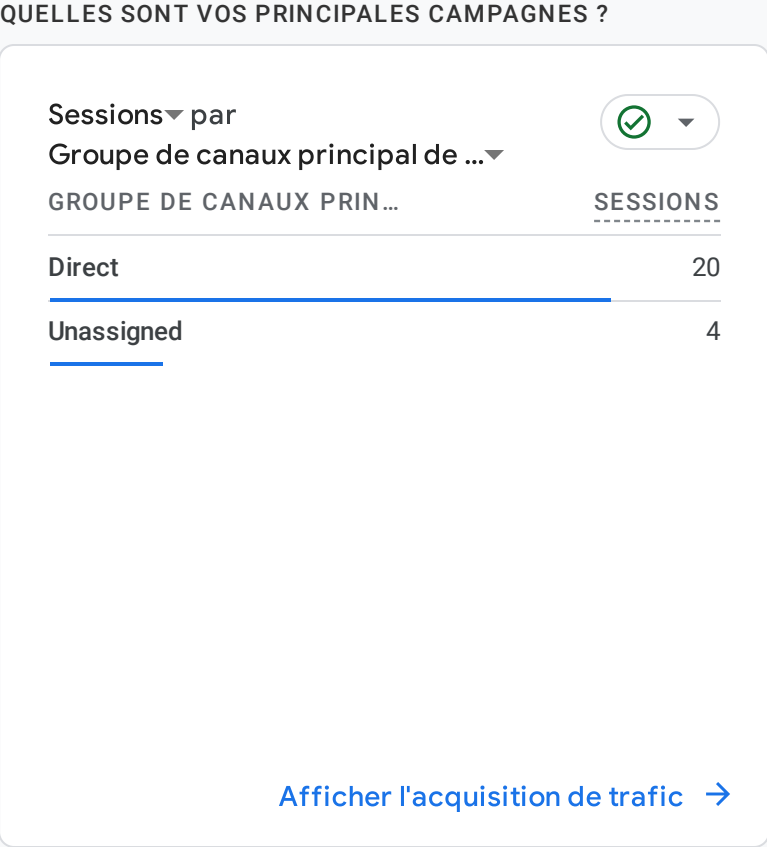 QUELLES SONT VOS PRINCIPALES CAMPAGNES ?
Sessions par
Groupe de canaux principal de ...
GROUPE DE CANAUX PRIN... SESSIONS
Direct 20
Unassigned 4
Afficher l'acquisition de trafic